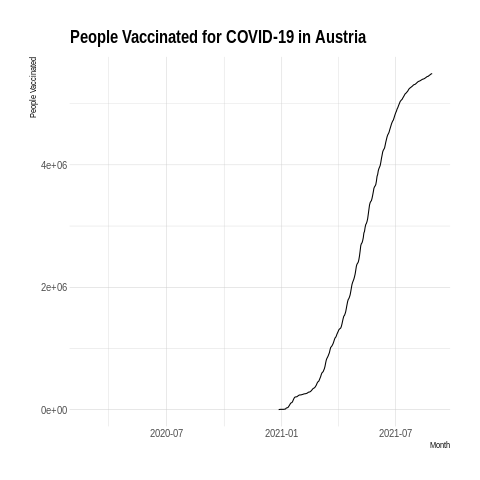 People Vaccinated for COVID-19 in Austria
People Vaccinated
4e+06
2e+06
0e+00
2020-07 2021-01 2021-07
Month